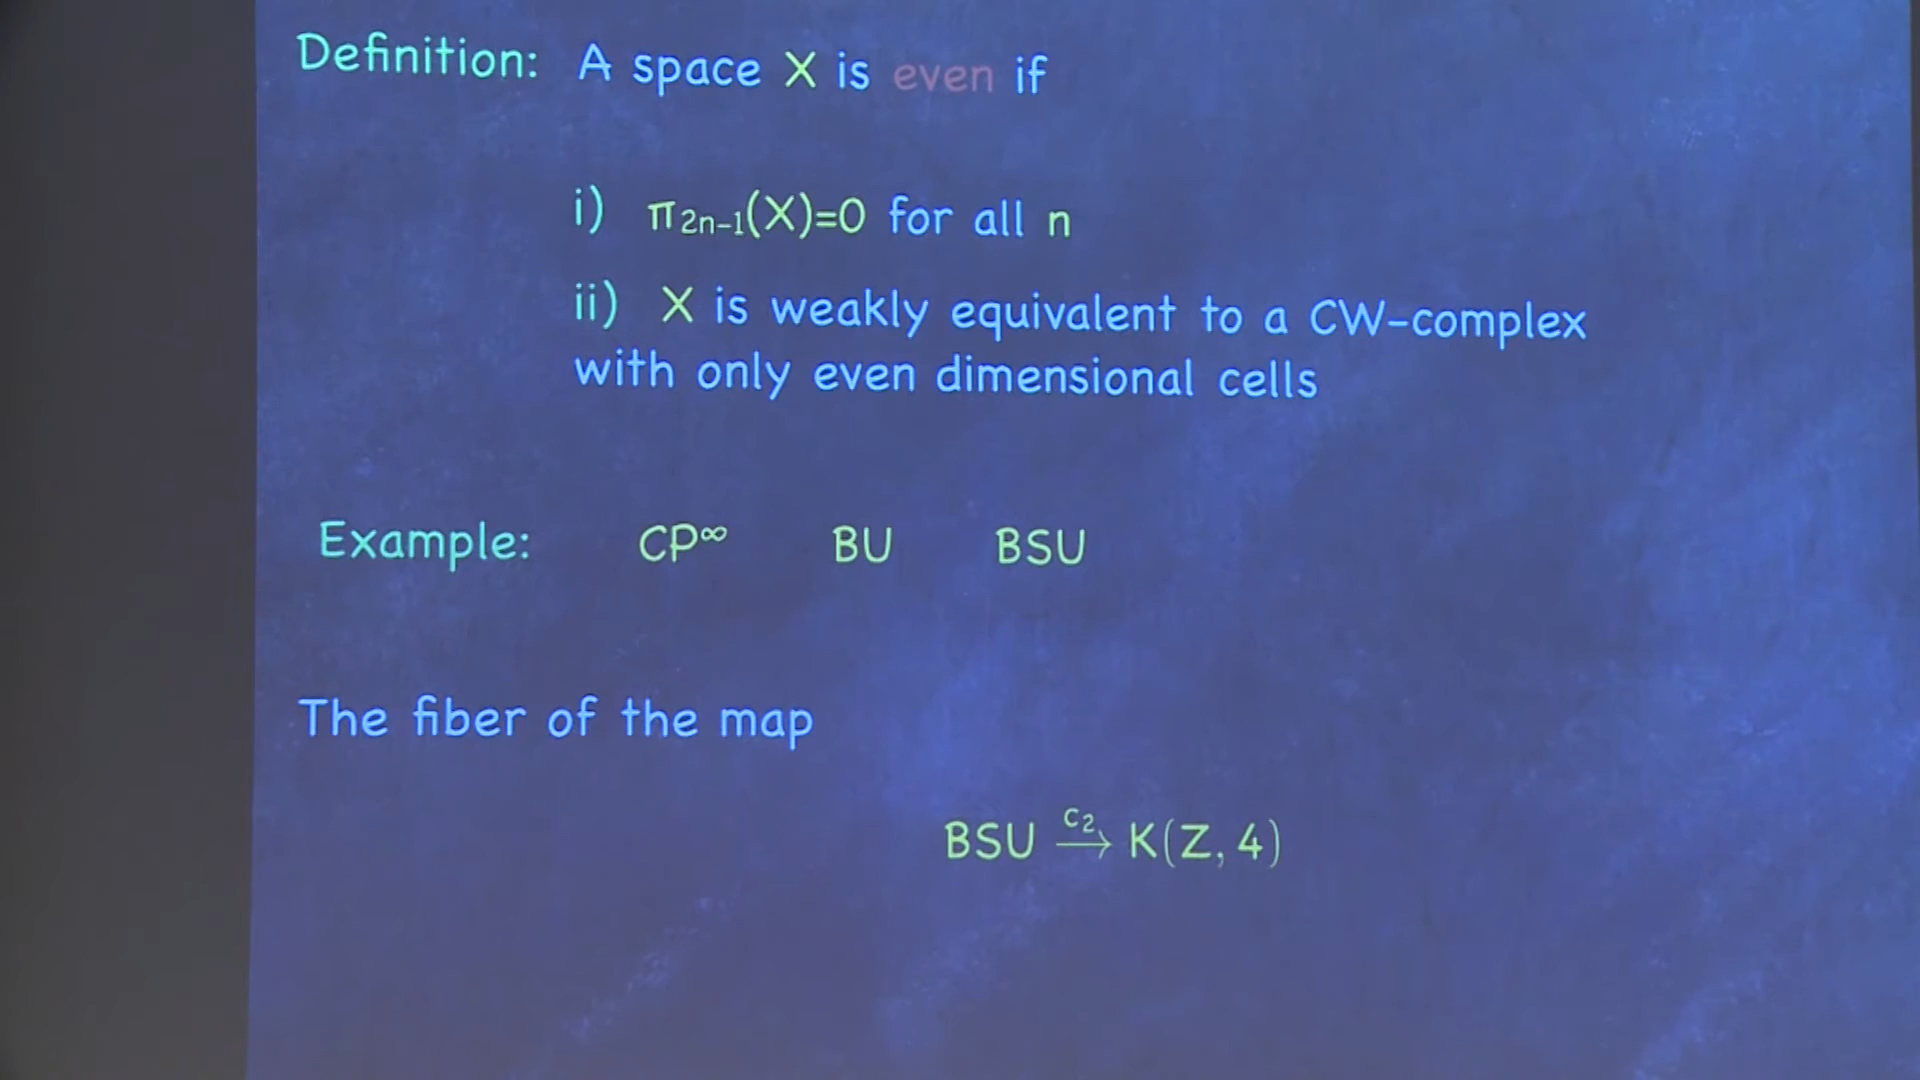 Definition: A space X is even if
i) π2n-1(X)=0 for all n
ii) X is weakly equivalent to a CW-complex
with only even dimensional cells
Example: CP∞ BU BSU
The fiber of the map
BSU →c2 K(Z, 4)